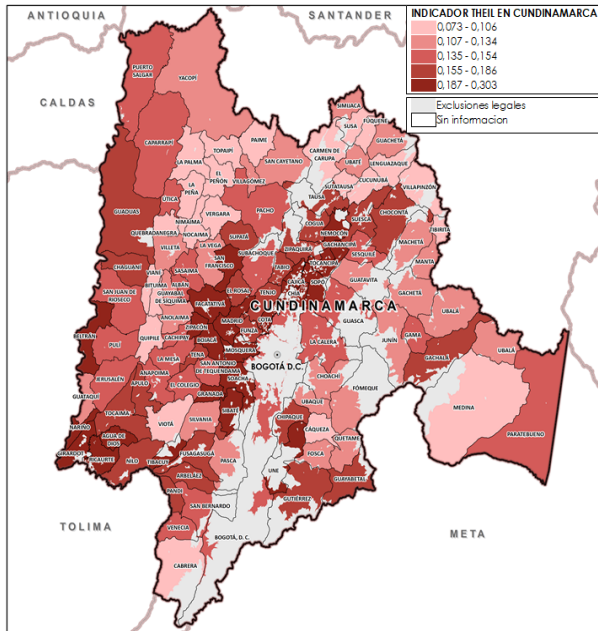 INDICADOR THEIL EN CUNDINAMARCA
0,073 - 0,106
0,107 - 0,134
0,135 - 0,154
0,155 - 0,186
0,187 - 0,303
Exclusiones legales
Sin informacion
ANTIOQUIA
SANTANDER
CALDAS
TOLIMA
META
CUNDINAMARCA
BOGOTÁ D.C.
PUERTO
SALGAR
YACOPÍ
CAPARRAPÍ
TOPAIPÍ
PAIME
LA PALMA
EL
PEÑÓN
VILLAGOMEZ
SAN CAYETANO
CARMEN DE
CARUPA
SIMIJACA
SUSA
FÚQUENE
GUACHETÁ
UBATÉ
LENGUAZAQUE
CUCUNUBÁ
SUTATAUSA
TAUSA
VILLAPINZÓN
LA
PEÑA
ÚTICA
GUADUAS
NIMAIMA
VERGARA
PACHO
QUEBRADANEGRA
NOCAIMA
VILLETA
LA VEGA
SUPATÁ
COGUA
NEMOCÓN
SUESCA
CHOCONTÁ
TIBIRITA
MACHETÁ
MANTA
ZIPAQUIRÁ
GACHANCIPÁ
SUBACHOQUE
SAN
FRANCISCO
TABIO
TOCANCIPÁ
SESQUILÉ
CHAGUANÍ
VIANÍ
SASAIMA
BITUIMA
ALBÁN
GUAYABAL
DE SIQUIMA
SAN JUAN DE
RIOSECO
EL ROSAL
TENJO
CAJICÁ
CHÍA
SOPÓ
GUATAVITA
GACHETÁ
UBALÁ
FACATATIVÁ
ANOLAIMA
ZIPACÓN
MADRID
COTA
FUNZA
GUASCA
BELTRÁN
PULÍ
QUIPILE
CACHIPAY
BOJACÁ
MOSQUERA
LA CALERA
JUNÍN
GAMA
GACHALÁ
UBALÁ
LA MESA
TENA
ANAPOIMA
SAN ANTONIO
DE TEQUENDAMA
SOACHA
JERUSALÉN
APULO
EL COLEGIO
GRANADA
CHOACHÍ
FÓMEQUE
MEDINA
PARATEBUENO
GUATAQUÍ
TOCAIMA
VIOTÁ
SILVANIA
SIBATÉ
UBAQUE
CHIPAQUE
CÁQUEZA
QUETAME
NARIÑO
AGUA DE
DIOS
GIRARDOT
RICAURTE
NILO
TIBACUY
FUSAGASUGÁ
PASCA
UNE
FOSCA
GUAYABETAL
ARBELÁEZ
PANDI
SAN BERNARDO
GUTIÉRREZ
VENECIA
BOGOTÁ, D. C.
CABRERA